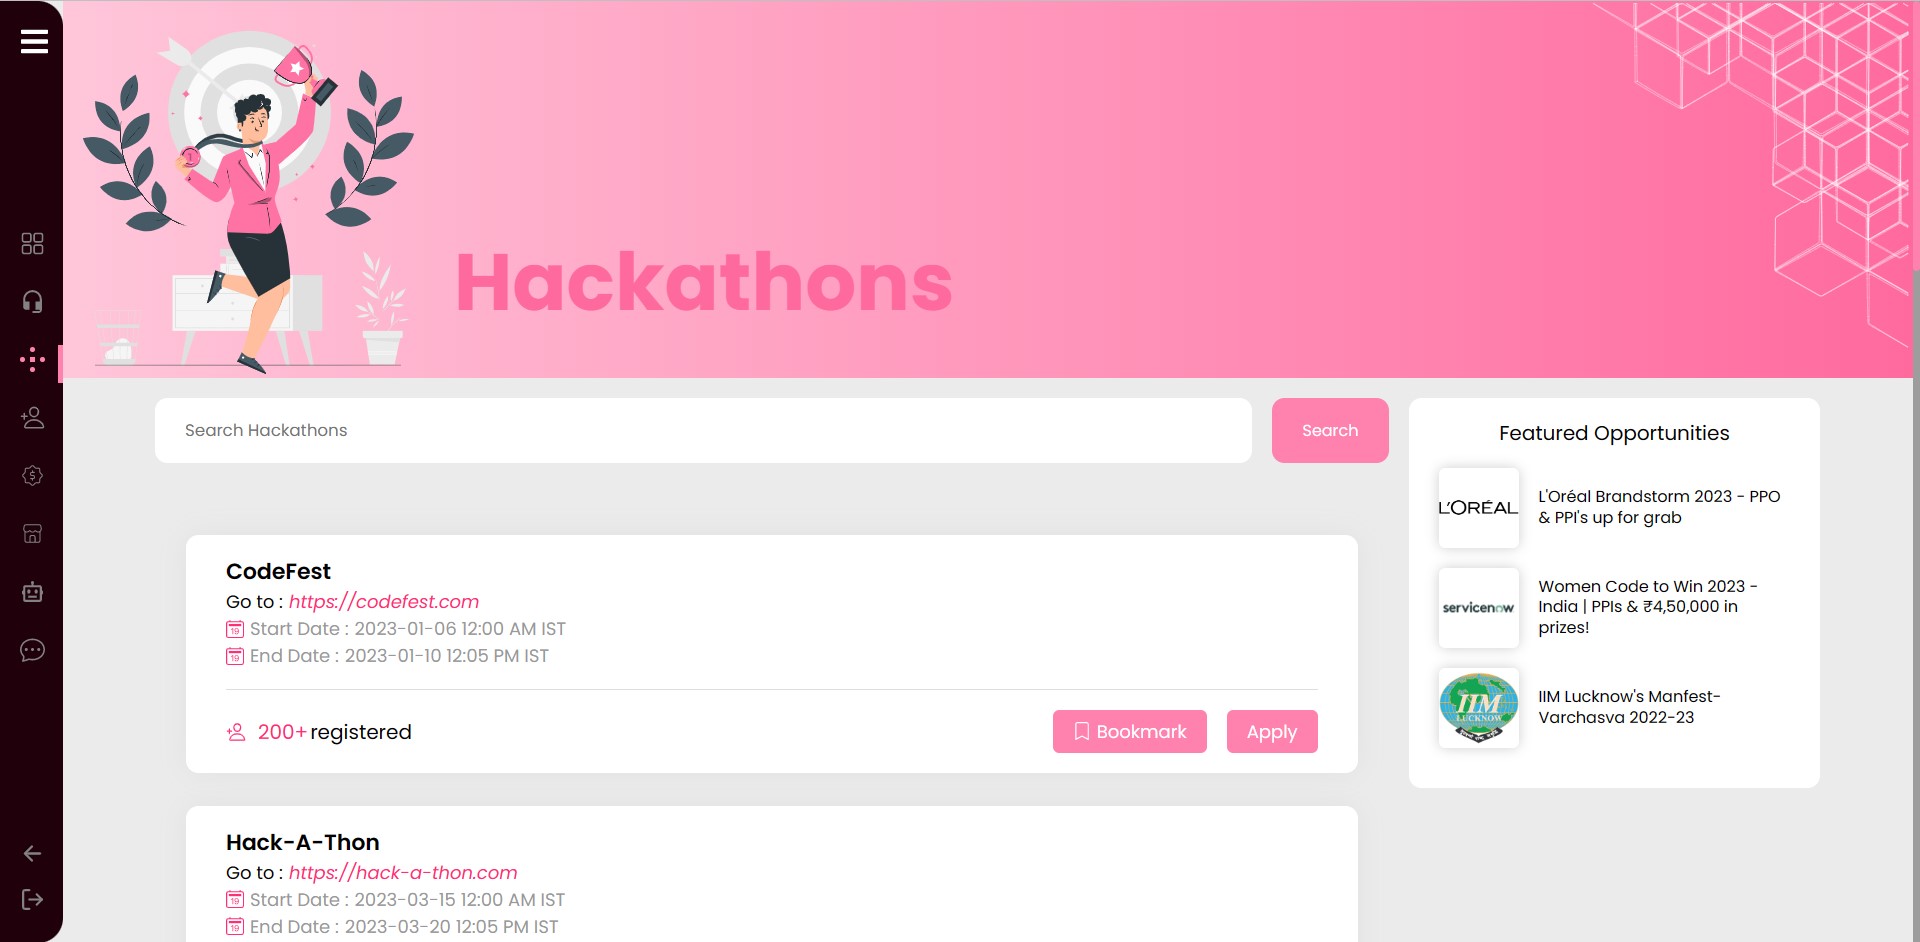 Hackathons
Search Hackathons
Search
CodeFest
Go to : https://codefest.com
Start Date : 2023-01-06 12:00 AM IST
End Date : 2023-01-10 12:05 PM IST
200+ registered
Bookmark
Apply
Hack-A-Thon
Go to : https://hack-a-thon.com
Start Date : 2023-03-15 12:00 AM IST
End Date : 2023-03-20 12:05 PM IST
Featured Opportunities
L'ORÉAL
L'Oréal Brandstorm 2023 - PPO
& PPI's up for grab
servicenow
Women Code to Win 2023 -
India | PPIs & ₹4,50,000 in
prizes!
IIM
LUCKNOW
IIM Lucknow's Manfest-
Varchasva 2022-23